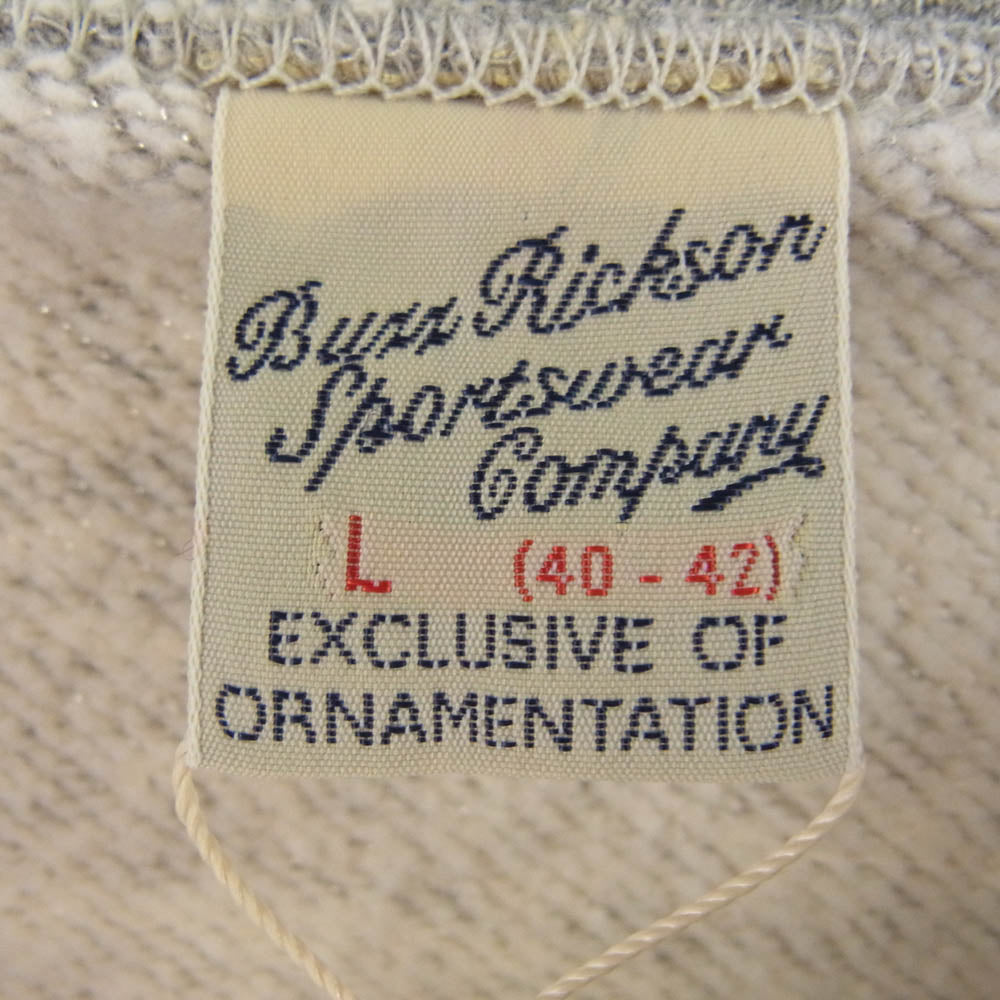 Buzz Rickson
Sportswear
Company
L (40 - 42)
EXCLUSIVE OF
ORNAMENTATION